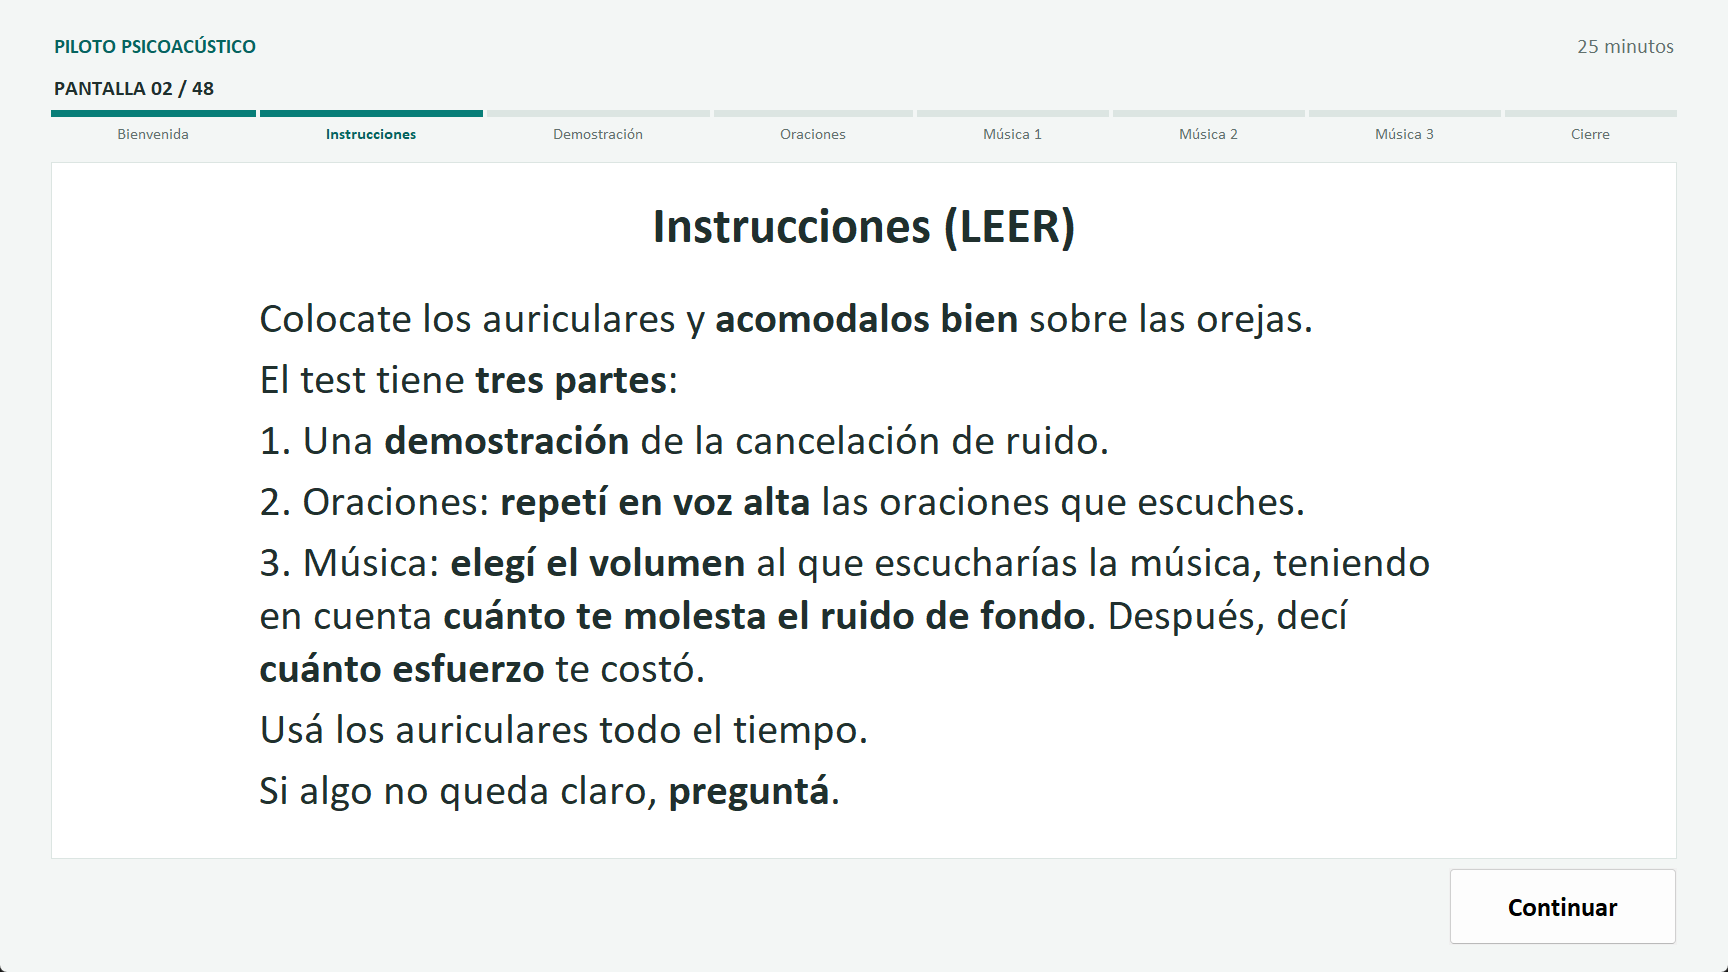 PILOTO PSICOACÚSTICO
25 minutos
PANTALLA 02 / 48
Bienvenida
Instrucciones
Demostración
Oraciones
Música 1
Música 2
Música 3
Cierre
Instrucciones (LEER)
Colocate los auriculares y acomodalos bien sobre las orejas.
El test tiene tres partes:
1. Una demostración de la cancelación de ruido.
2. Oraciones: repetí en voz alta las oraciones que escuches.
3. Música: elegí el volumen al que escucharías la música, teniendo
en cuenta cuánto te molesta el ruido de fondo. Después, decí
cuánto esfuerzo te costó.
Usá los auriculares todo el tiempo.
Si algo no queda claro, preguntá.
Continuar